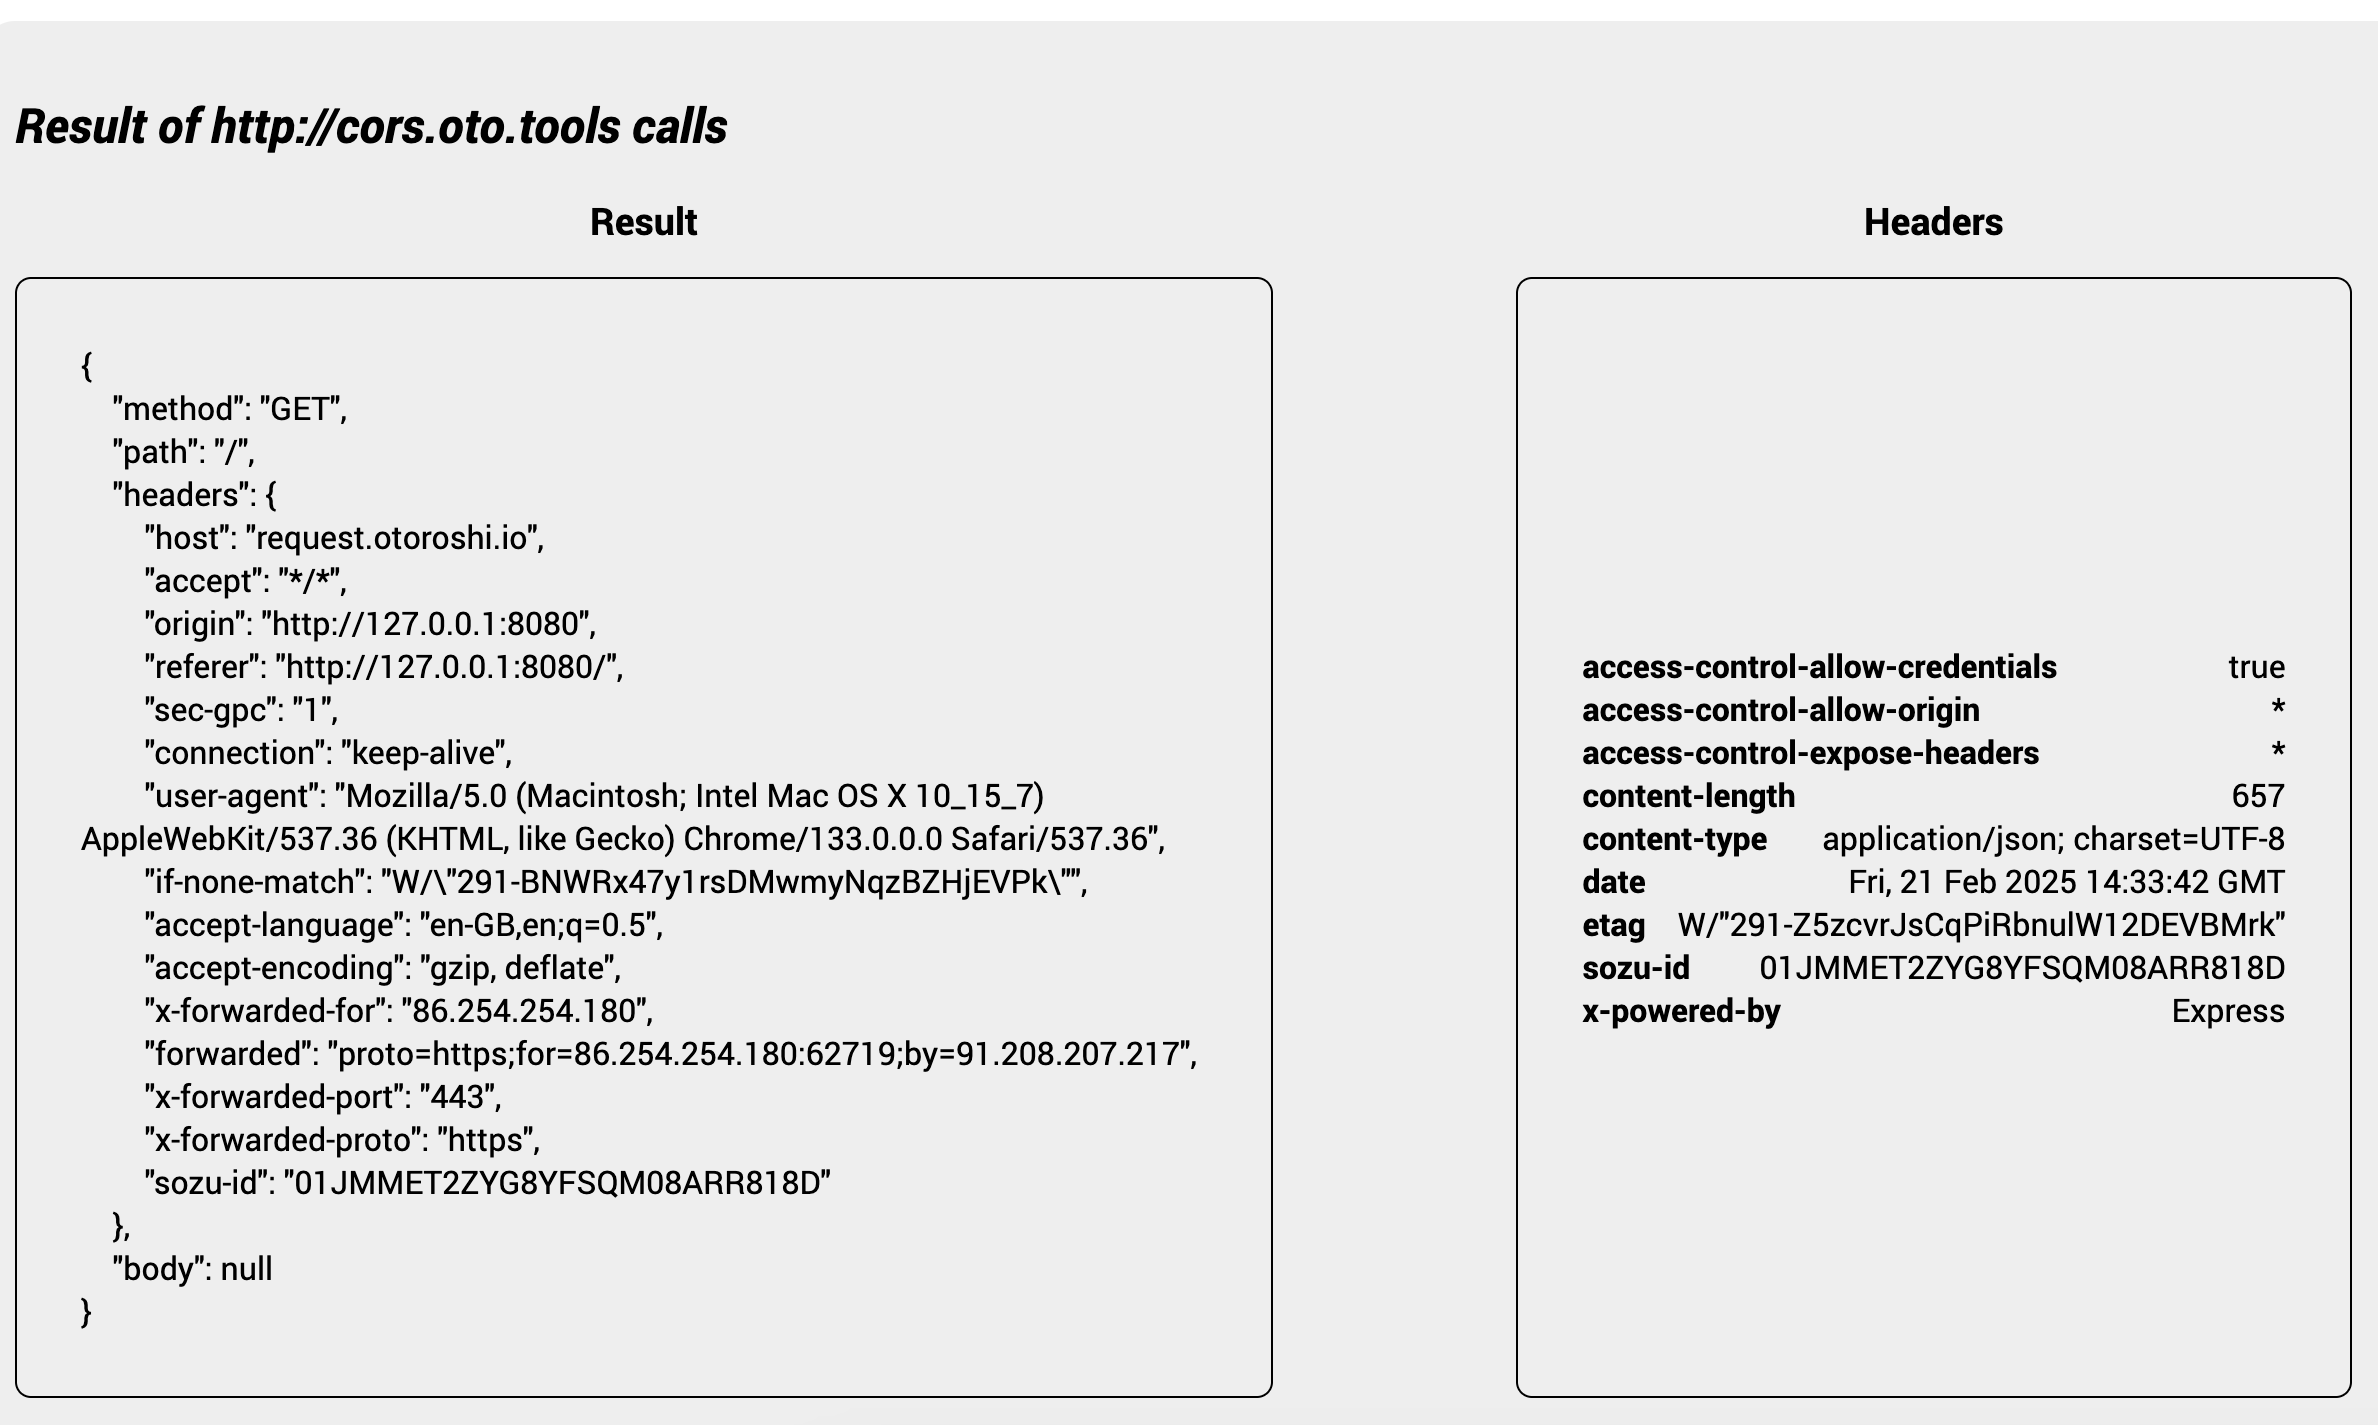 Result of http://cors.oto.tools calls
Result
{
"method": "GET",
"path": "/",
"headers": {
"host": "request.otoroshi.io",
"accept": "*/*",
"origin": "http://127.0.0.1:8080",
"referer": "http://127.0.0.1:8080/",
"sec-gpc": "1",
"connection": "keep-alive",
"user-agent": "Mozilla/5.0 (Macintosh; Intel Mac OS X 10_15_7)
AppleWebKit/537.36 (KHTML, like Gecko) Chrome/133.0.0.0 Safari/537.36",
"if-none-match": "W/\"291-BNWRx47y1rsDMwmyNqzBZHjEVPk\"",
"accept-language": "en-GB,en;q=0.5",
"accept-encoding": "gzip, deflate",
"x-forwarded-for": "86.254.254.180",
"forwarded": "proto=https;for=86.254.254.180:62719;by=91.208.207.217",
"x-forwarded-port": "443",
"x-forwarded-proto": "https",
"sozu-id": "01JMMET2ZYG8YFSQM08ARR818D"
},
"body": null
}
Headers
access-control-allow-credentials true
access-control-allow-origin *
access-control-expose-headers *
content-length 657
content-type application/json; charset=UTF-8
date Fri, 21 Feb 2025 14:33:42 GMT
etag W/"291-Z5zcvrJsCqPiRbnulW12DEVBMrk"
sozu-id 01JMMET2ZYG8YFSQM08ARR818D
x-powered-by Express